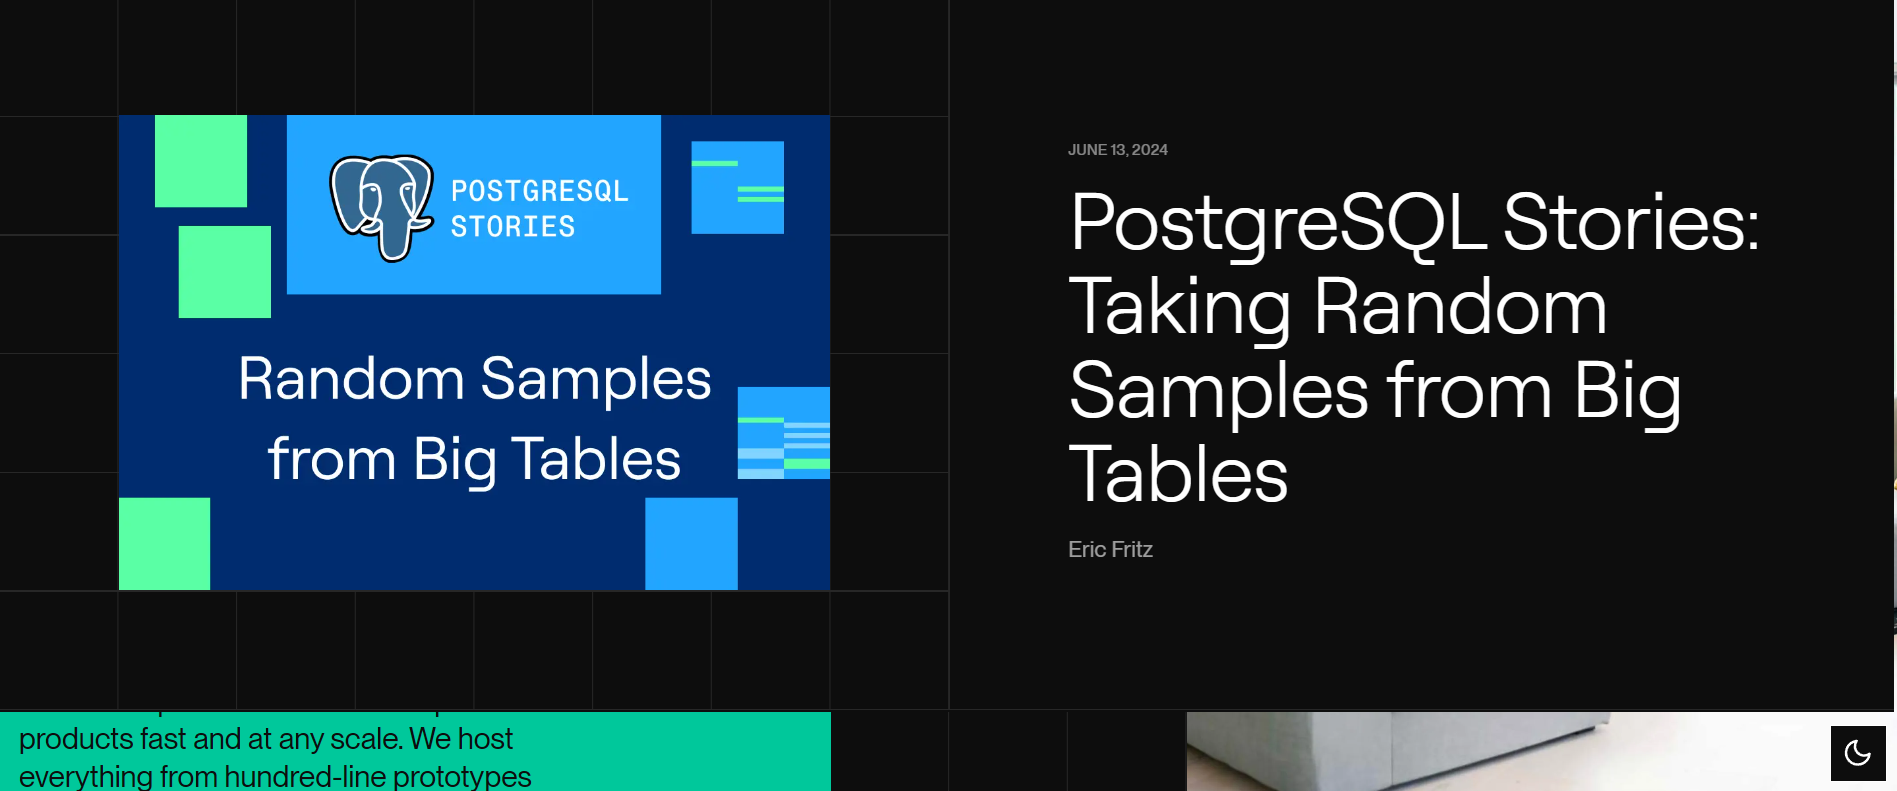 POSTGRESQL
STORIES
Random Samples
from Big Tables
JUNE 13, 2024
PostgreSQL Stories:
Taking Random
Samples from Big
Tables
Eric Fritz
products fast and at any scale. We host
everything from hundred-line prototypes